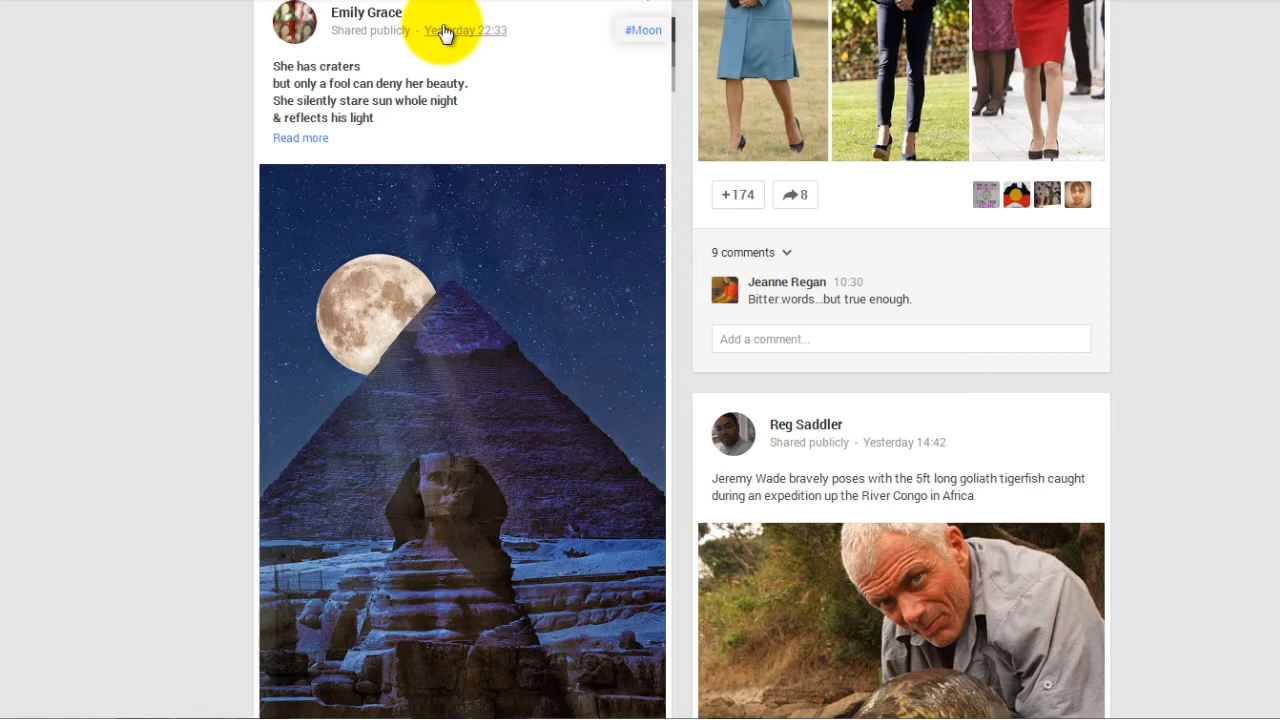 Emily Grace
Shared publicly - Yesterday 22:33
#Moon
She has craters
but only a fool can deny her beauty.
She silently stare sun whole night
& reflects his light
Read more
+174
8
9 comments
Jeanne Regan 10:30
Bitter words...but true enough.
Add a comment...
Reg Saddler
Shared publicly - Yesterday 14:42
Jeremy Wade bravely poses with the 5ft long goliath tigerfish caught
during an expedition up the River Congo in Africa